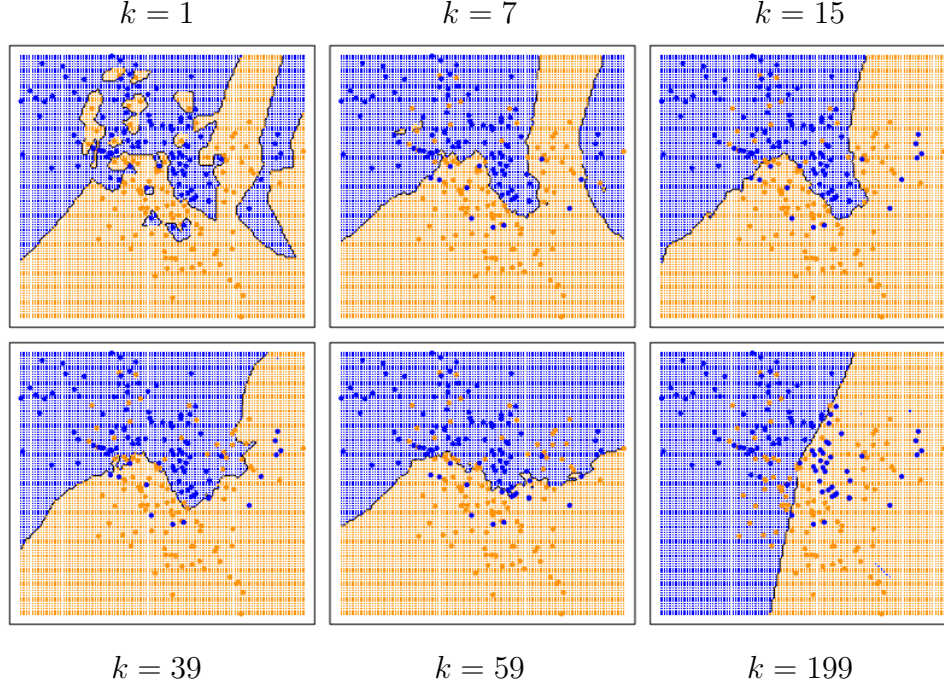 k = 1
k = 7
k = 15
k = 39
k = 59
k = 199